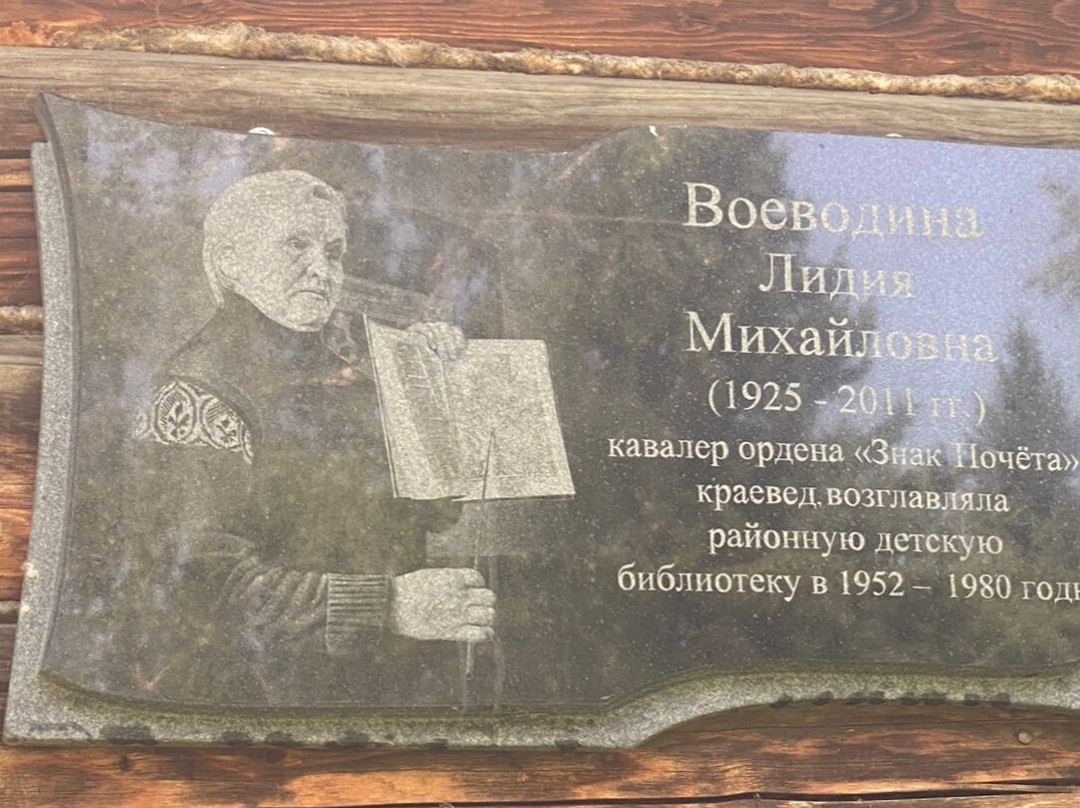 Воеводина
Лидия
Михайловна
(1925 - 2011 гг.)
кавалер ордена «Знак Почёта»
краевед, возглавляла
районную детскую
библиотеку в 1952 – 1980 годы